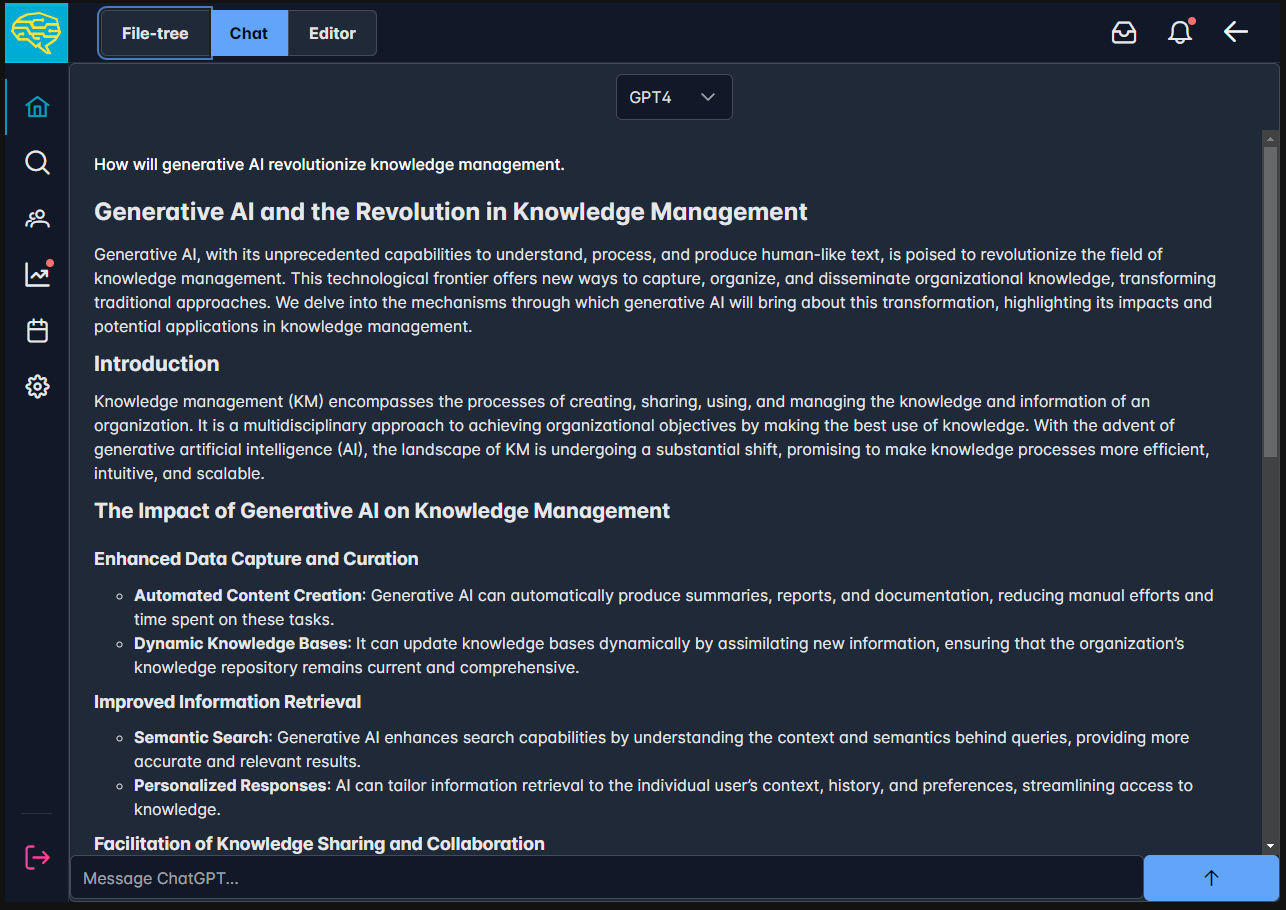 File-tree
Chat
Editor
GPT4
How will generative AI revolutionize knowledge management.
Generative AI and the Revolution in Knowledge Management
Generative AI, with its unprecedented capabilities to understand, process, and produce human-like text, is poised to revolutionize the field of
knowledge management. This technological frontier offers new ways to capture, organize, and disseminate organizational knowledge, transforming
traditional approaches. We delve into the mechanisms through which generative AI will bring about this transformation, highlighting its impacts and
potential applications in knowledge management.
Introduction
Knowledge management (KM) encompasses the processes of creating, sharing, using, and managing the knowledge and information of an
organization. It is a multidisciplinary approach to achieving organizational objectives by making the best use of knowledge. With the advent of
generative artificial intelligence (AI), the landscape of KM is undergoing a substantial shift, promising to make knowledge processes more efficient,
intuitive, and scalable.
The Impact of Generative AI on Knowledge Management
Enhanced Data Capture and Curation
◦ Automated Content Creation: Generative AI can automatically produce summaries, reports, and documentation, reducing manual efforts and
time spent on these tasks.
◦ Dynamic Knowledge Bases: It can update knowledge bases dynamically by assimilating new information, ensuring that the organization’s
knowledge repository remains current and comprehensive.
Improved Information Retrieval
◦ Semantic Search: Generative AI enhances search capabilities by understanding the context and semantics behind queries, providing more
accurate and relevant results.
◦ Personalized Responses: AI can tailor information retrieval to the individual user’s context, history, and preferences, streamlining access to
knowledge.
Facilitation of Knowledge Sharing and Collaboration
Message ChatGPT...